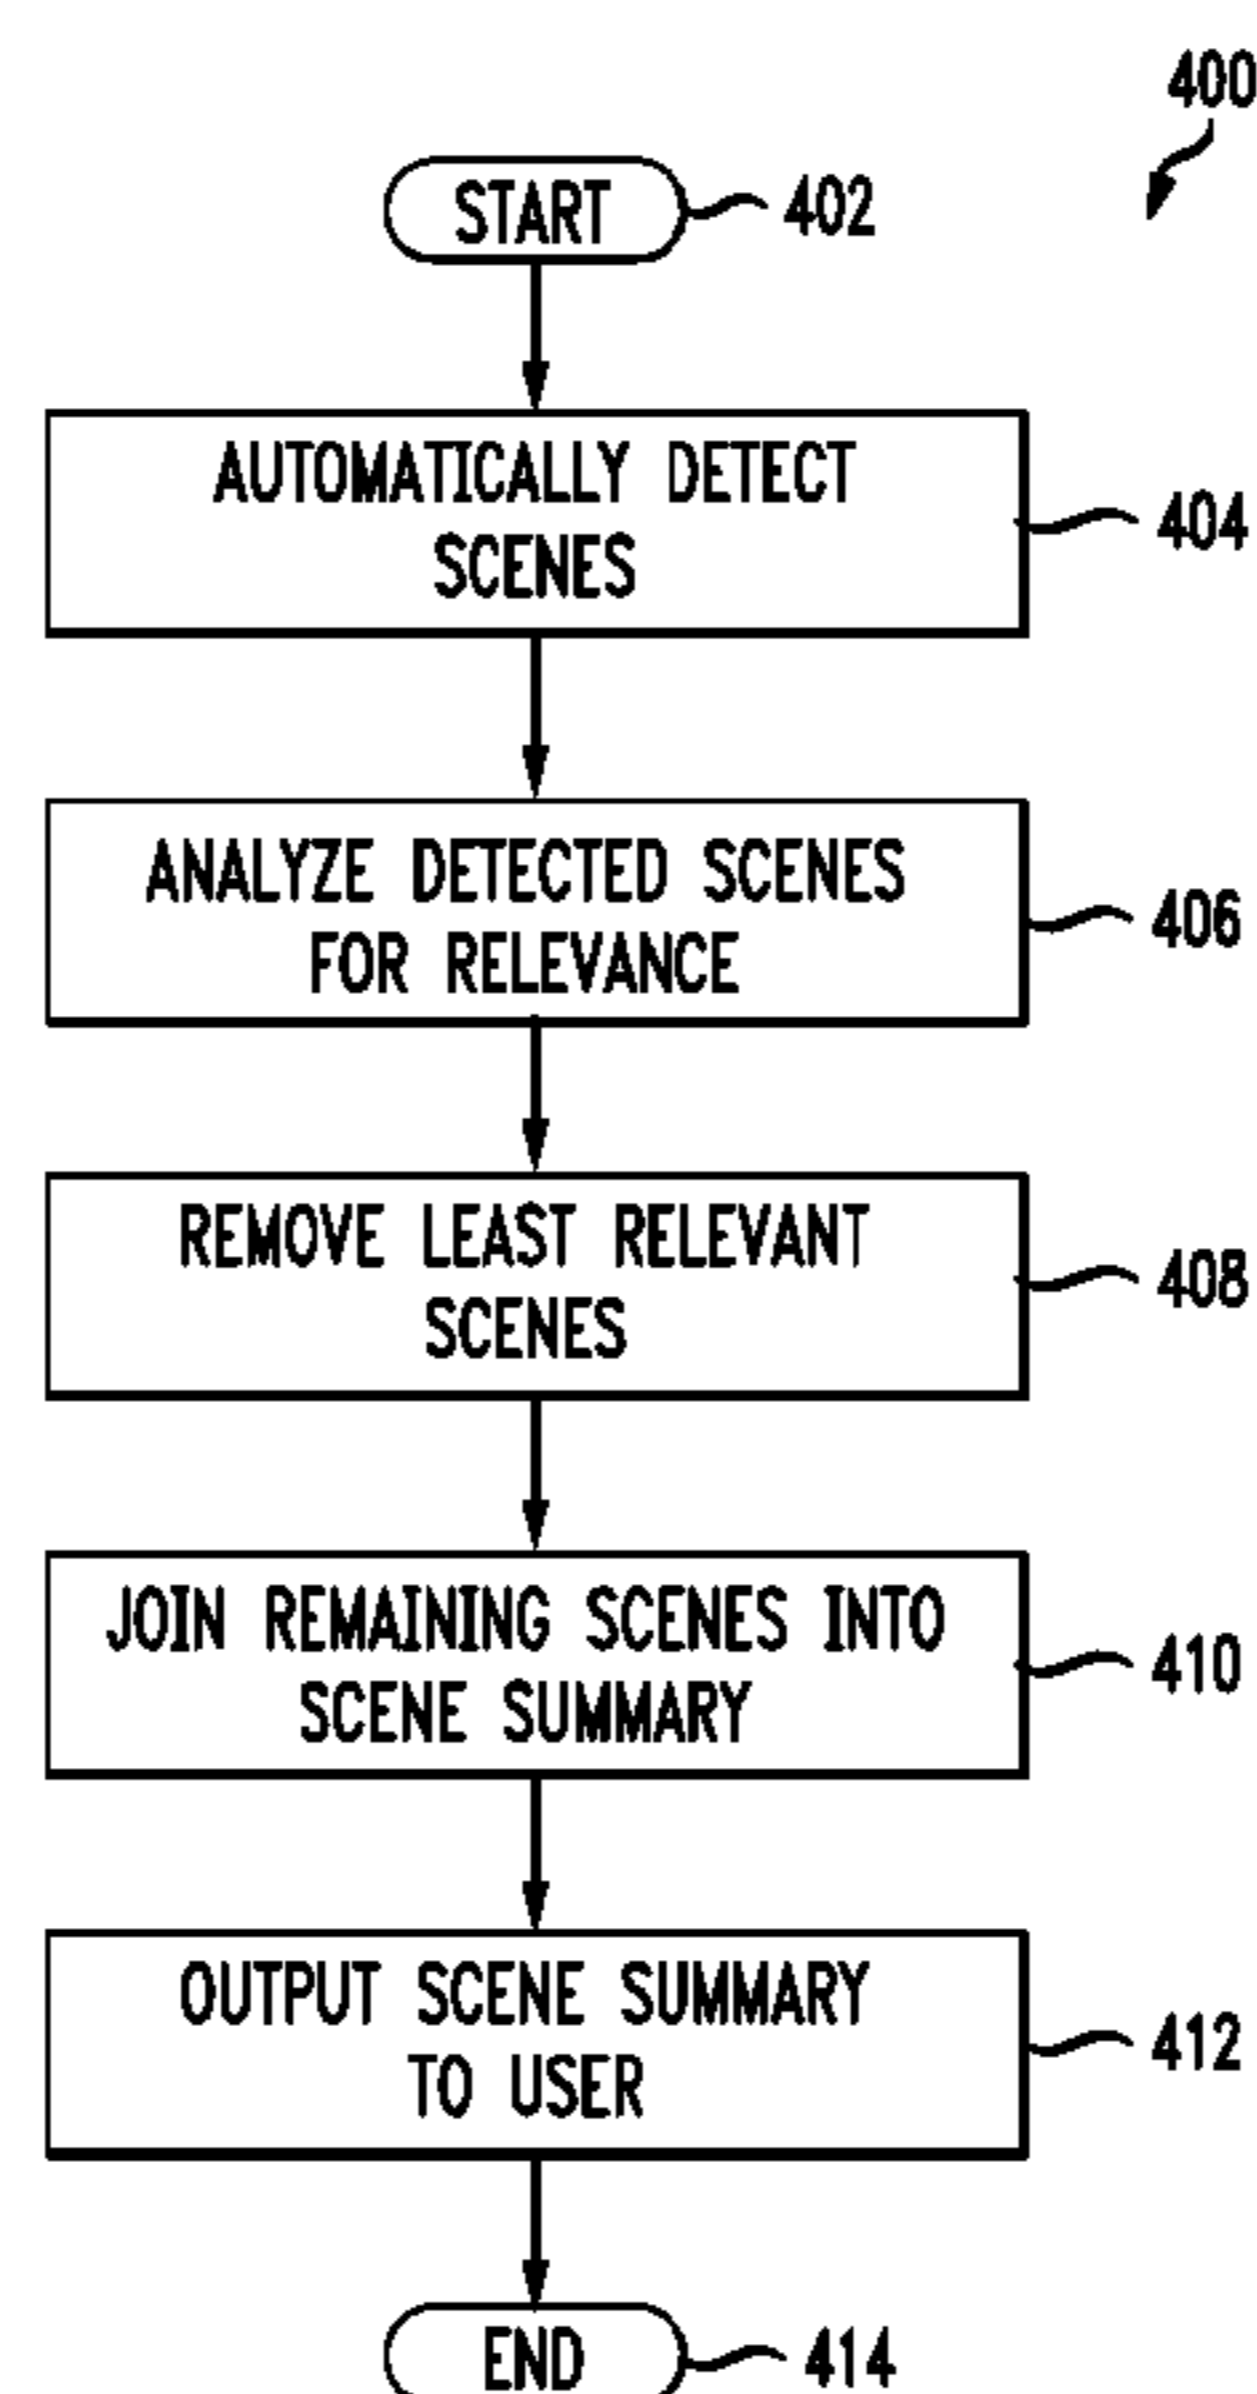 400
START
402
AUTOMATICALLY DETECT
SCENES
404
ANALYZE DETECTED SCENES
FOR RELEVANCE
406
REMOVE LEAST RELEVANT
SCENES
408
JOIN REMAINING SCENES INTO
SCENE SUMMARY
410
OUTPUT SCENE SUMMARY
TO USER
412
END
414